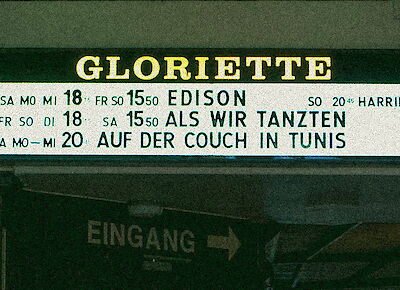 GLORIETTE
SA MO MI 18 FR SO 15 50 EDISON SO 20 HARRI
FR SO DI 18 SA 15 50 ALS WIR TANZTEN
A MO-MI 20 AUF DER COUCH IN TUNIS
EINGANG →